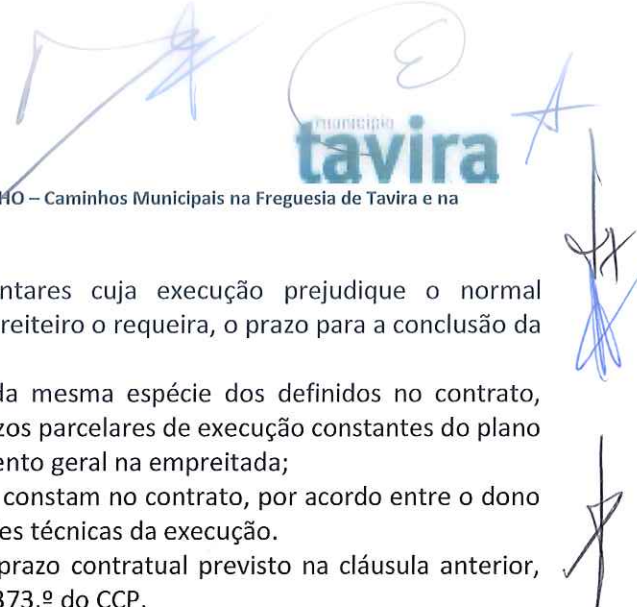 município
tavira
HO – Caminhos Municipais na Freguesia de Tavira e na
ntares cuja execução prejudique o normal
reiteiro o requeira, o prazo para a conclusão da
da mesma espécie dos definidos no contrato,
zos parcelares de execução constantes do plano
ento geral na empreitada;
constam no contrato, por acordo entre o dono
es técnicas da execução.
prazo contratual previsto na cláusula anterior,
373.º do CCP.